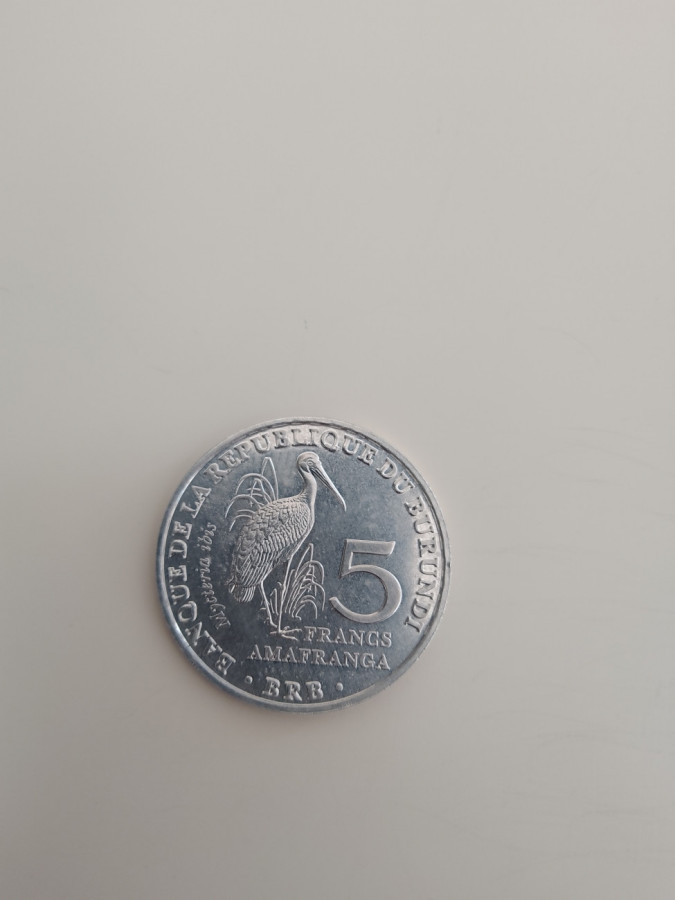 BANQUE DE LA REPUBLIQUE DU BURUNDI
Mycteria ibis
5
FRANCS
AMAFRANGA
· BRB ·